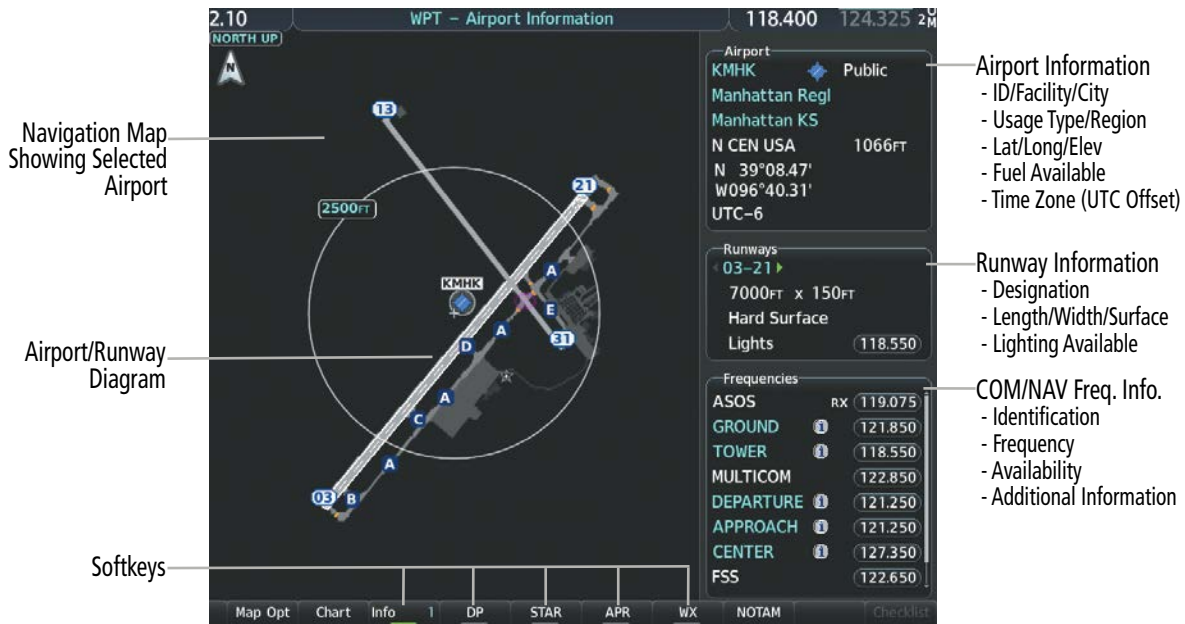 2.10
WPT – Airport Information
118.400
124.325
NORTH UP
N
13
21
2500FT
KMHK
A
E
A
31
D
A
C
A
03
B
Airport
KMHK Public
Manhattan Regl
Manhattan KS
N CEN USA 1066FT
N 39°08.47'
W096°40.31'
UTC–6
Runways
03–21
7000FT x 150FT
Hard Surface
Lights 118.550
Frequencies
ASOS RX 119.075
GROUND i 121.850
TOWER i 118.550
MULTICOM 122.850
DEPARTURE i 121.250
APPROACH i 121.250
CENTER i 127.350
FSS 122.650
Map Opt Chart Info 1 DP STAR APR WX NOTAM Checklist
Navigation Map
Showing Selected
Airport
Airport/Runway
Diagram
Softkeys
Airport Information
- ID/Facility/City
- Usage Type/Region
- Lat/Long/Elev
- Fuel Available
- Time Zone (UTC Offset)
Runway Information
- Designation
- Length/Width/Surface
- Lighting Available
COM/NAV Freq. Info.
- Identification
- Frequency
- Availability
- Additional Information